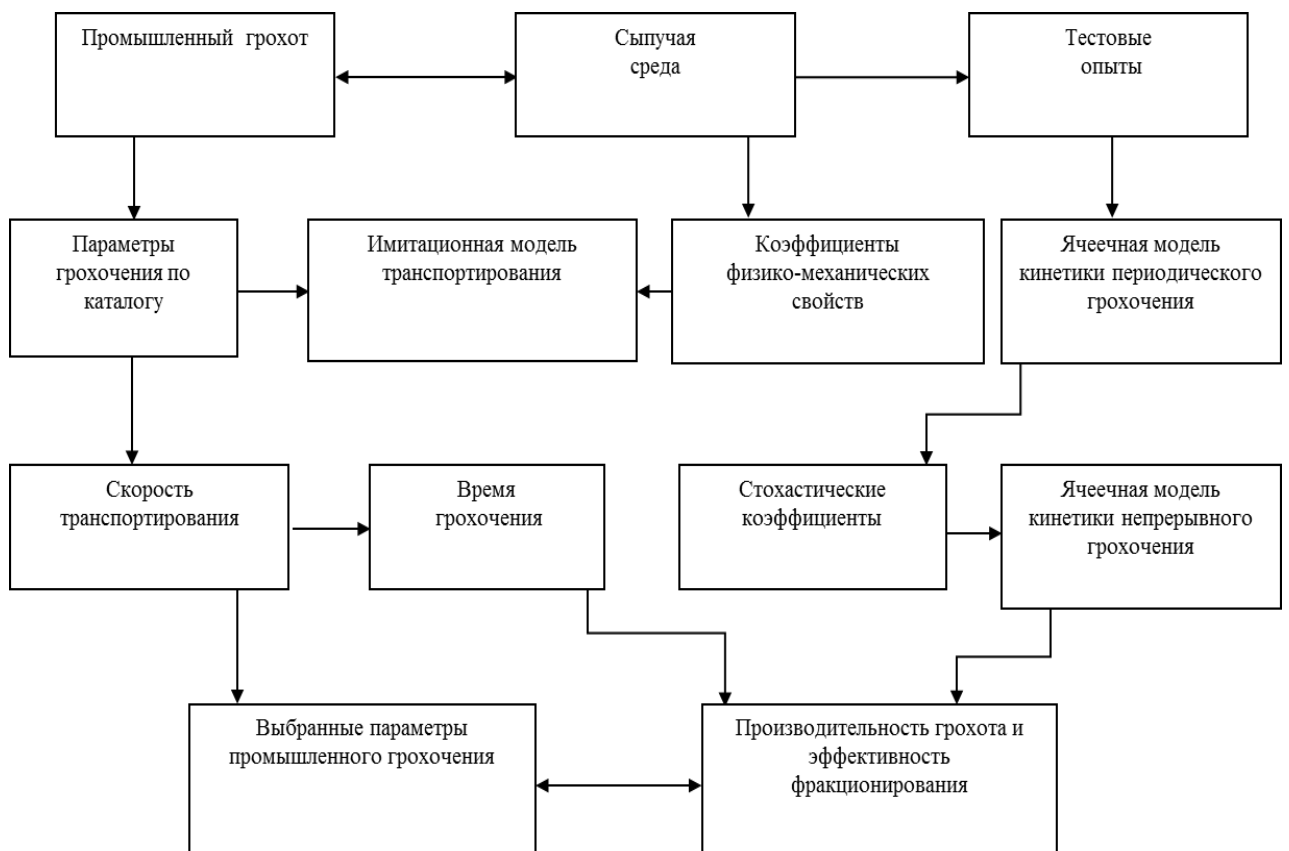 Промышленный грохот
Сыпучая
среда
Тестовые
опыты
Параметры
грохочения по
каталогу
Имитационная модель
транспортирования
Коэффициенты
физико-механических
свойств
Ячеечная модель
кинетики периодического
грохочения
Скорость
транспортирования
Время
грохочения
Стохастические
коэффициенты
Ячеечная модель
кинетики непрерывного
грохочения
Выбранные параметры
промышленного грохочения
Производительность грохота и
эффективность
фракционирования